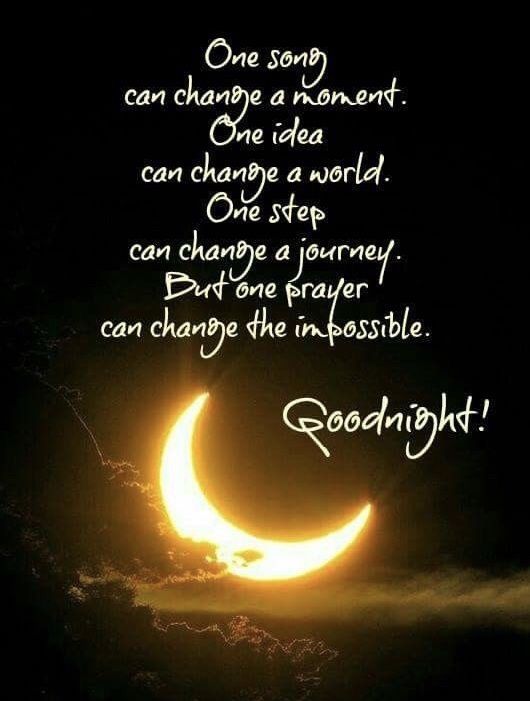 One song
can change a moment.
One idea
can change a world.
One step
can change a journey.
But one prayer
can change the impossible.
Goodnight!